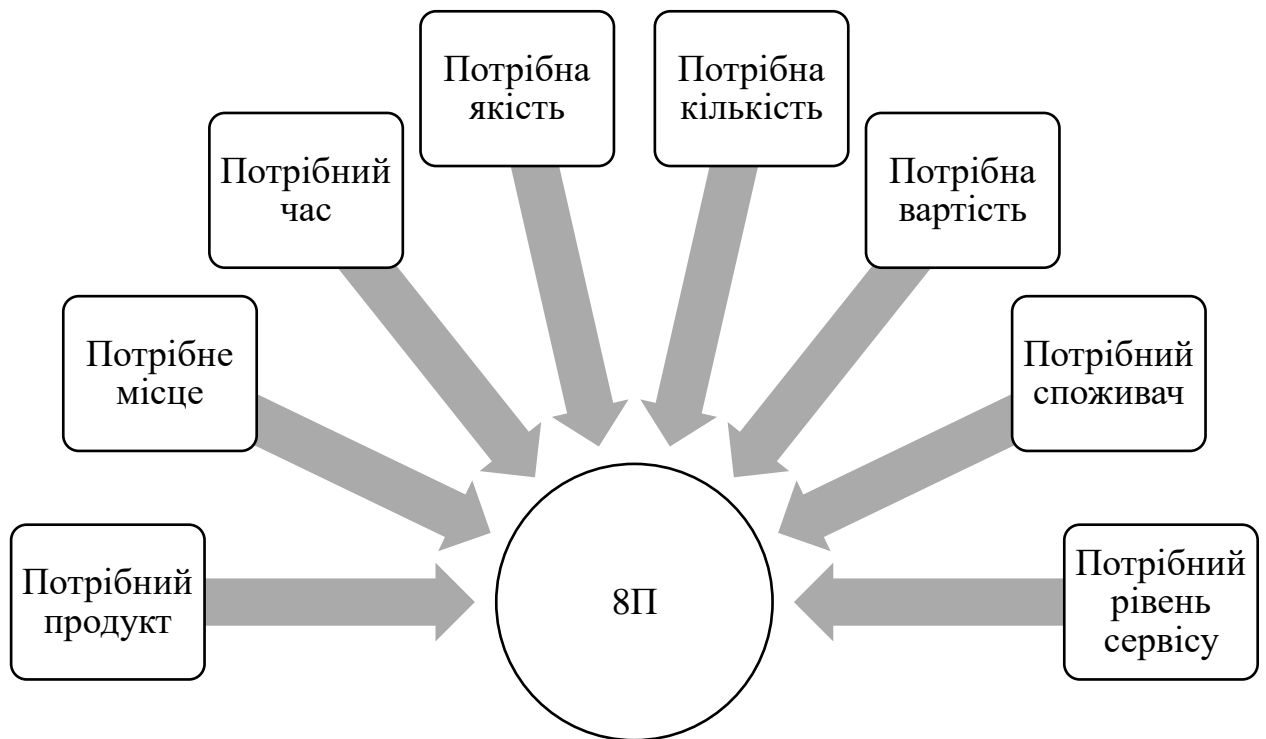 Потрібна
якість
Потрібна
кількість
Потрібний
час
Потрібна
вартість
Потрібне
місце
Потрібний
споживач
Потрібний
продукт
8П
Потрібний
рівень
сервісу